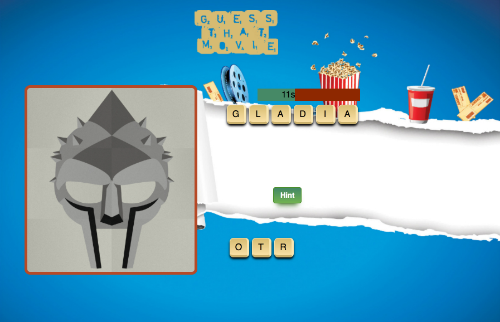 GUESS
THAT
MOVIE
11s
GLADIA
Hint
OTR